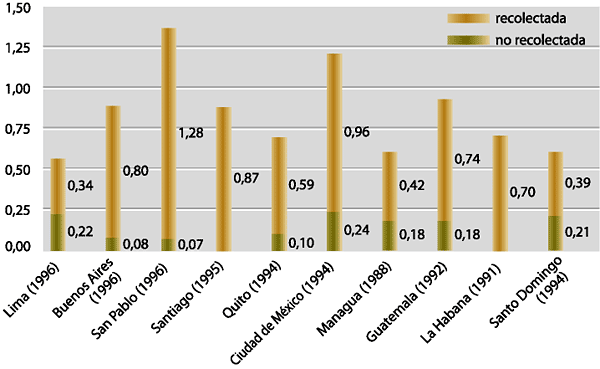 1,50
1,25
1,00
0,75
0,50
0,25
0,00
recolectada
no recolectada
0,34
0,22
0,80
0,08
1,28
0,07
0,87
0,59
0,10
0,96
0,24
0,42
0,18
0,74
0,18
0,70
0,39
0,21
Lima (1996)
Buenos Aires
(1996)
San Pablo (1996)
Santiago (1995)
Quito (1994)
Ciudad de México (1994)
Managua (1988)
Guatemala (1992)
La Habana (1991)
Santo Domingo
(1994)